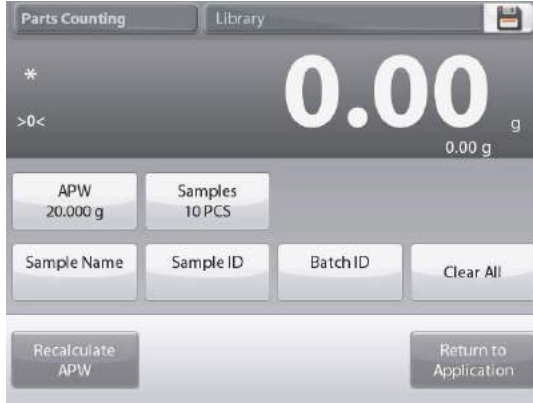 Parts Counting
Library
*
>0<
0.00 g
0.00 g
APW
20.000 g
Samples
10 PCS
Sample Name
Sample ID
Batch ID
Clear All
Recalculate
APW
Return to
Application